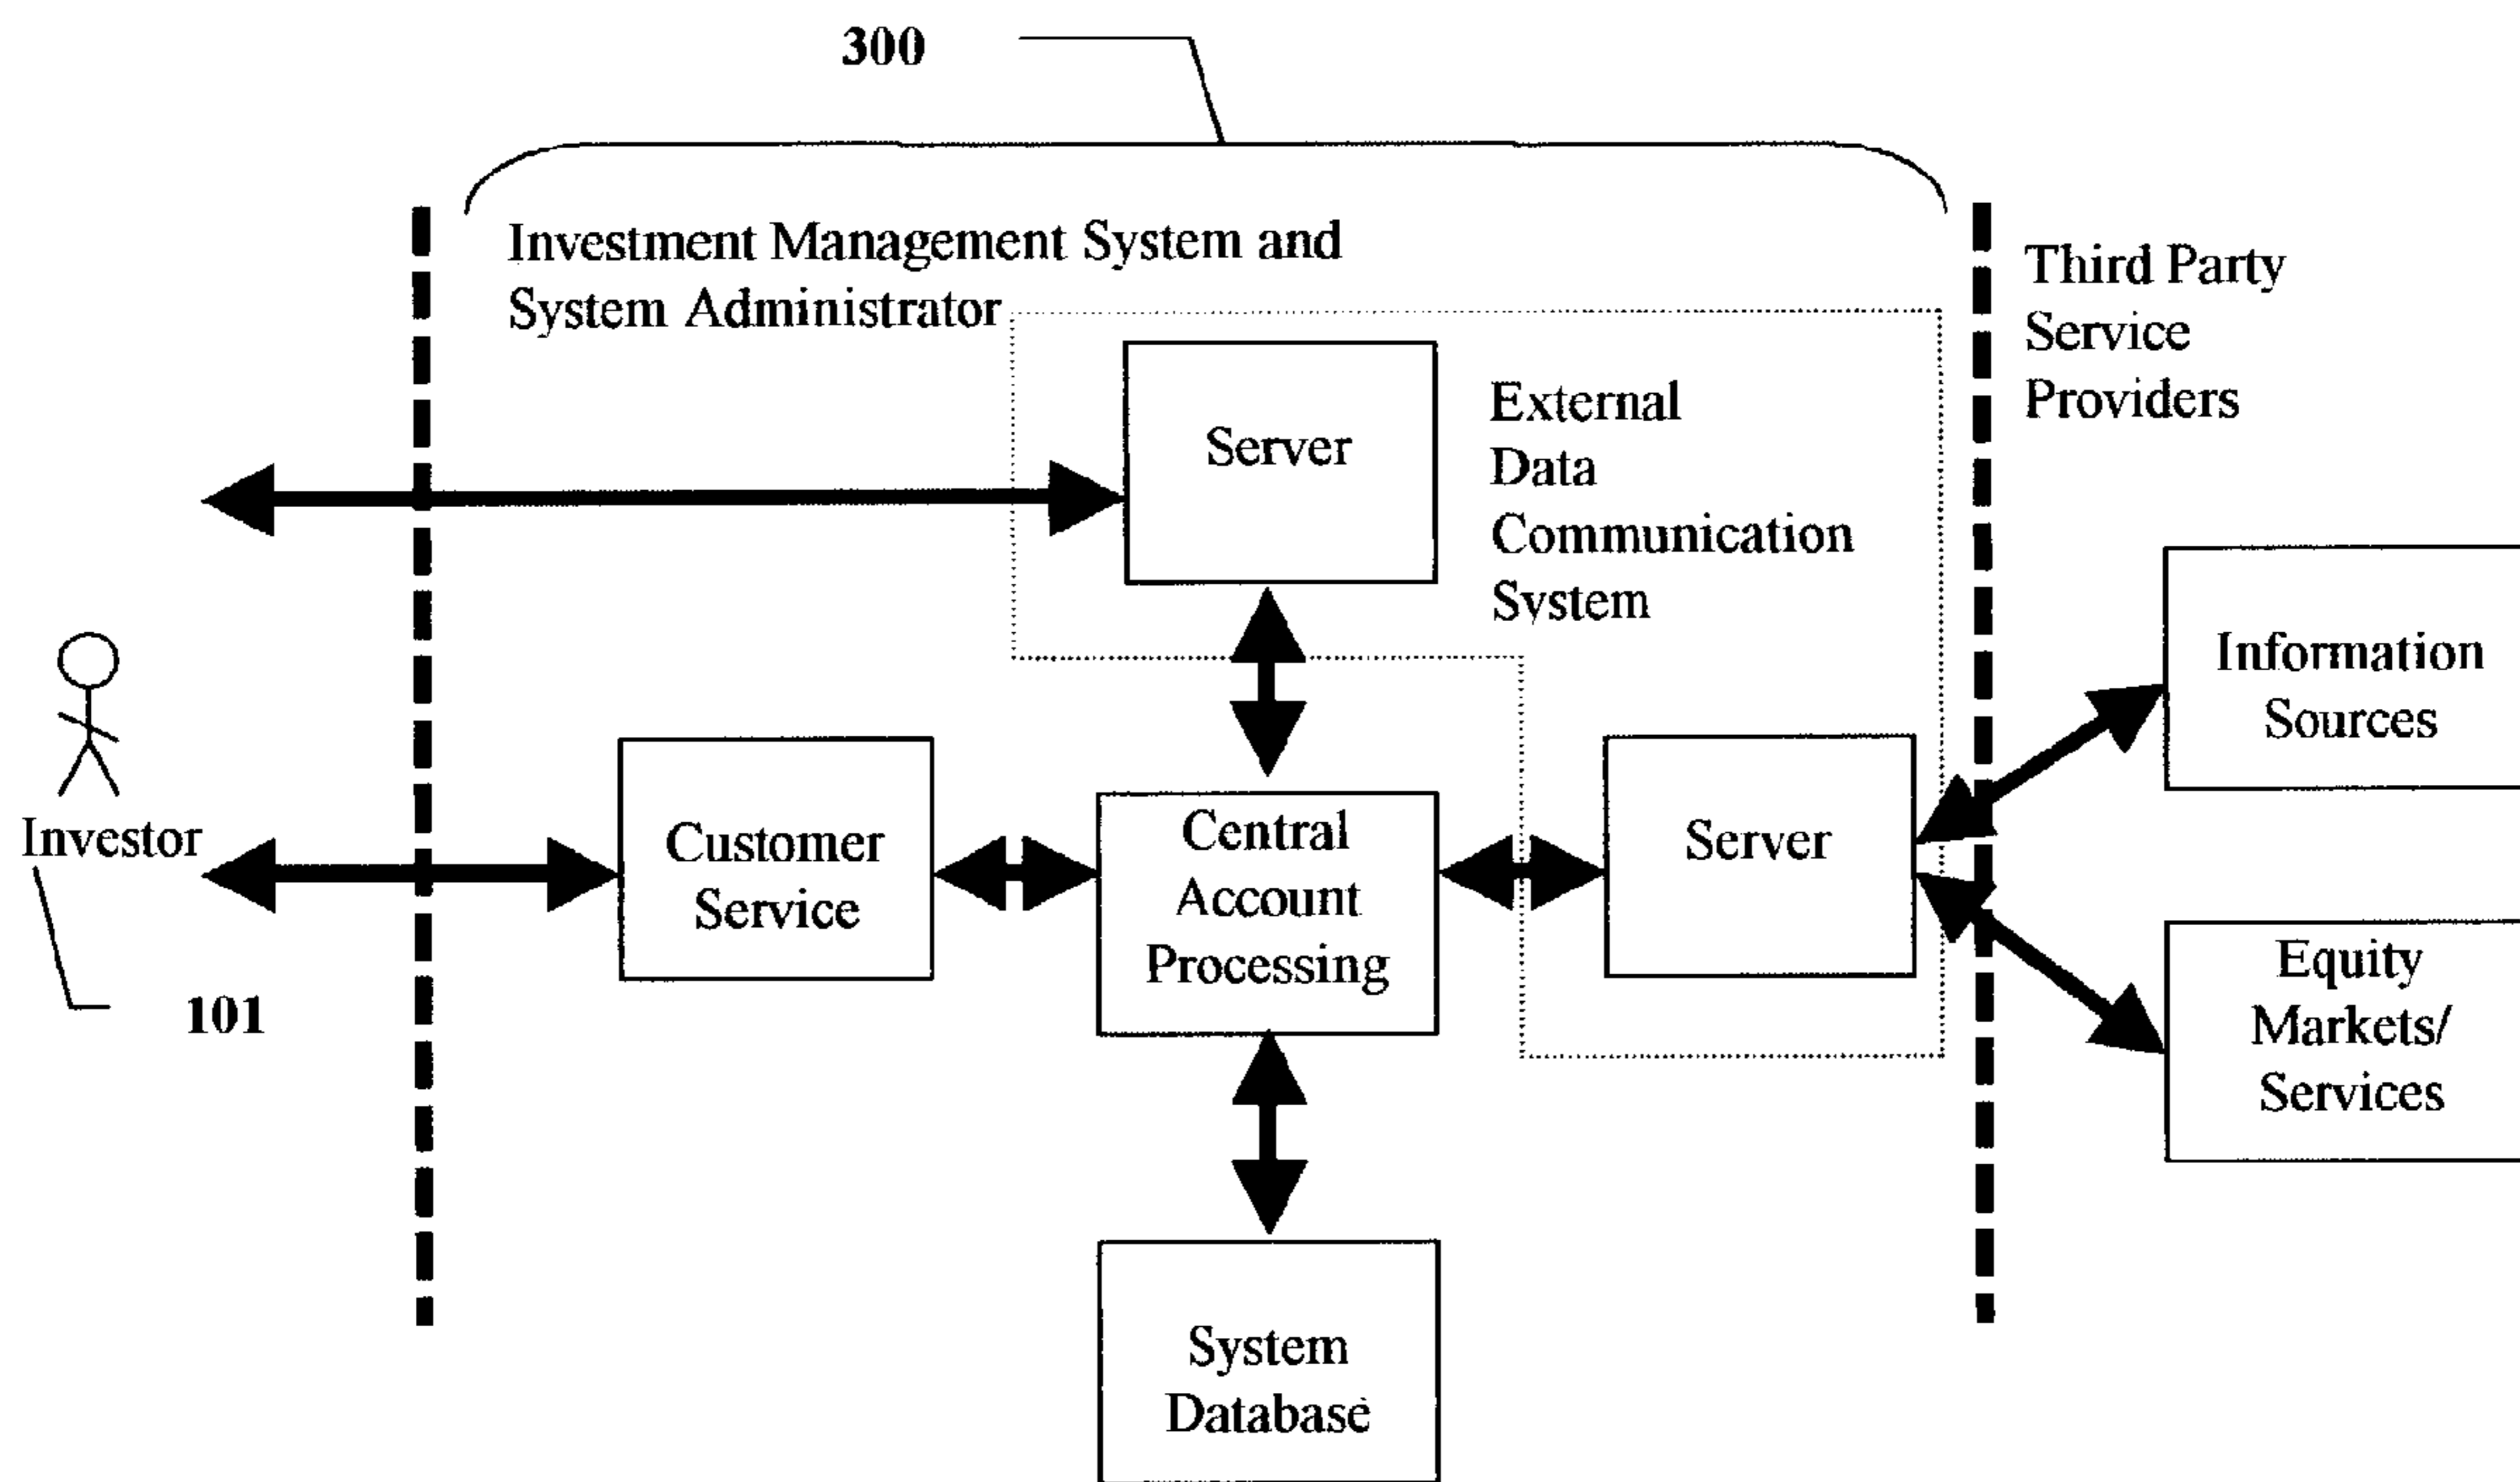 300
Investment Management System and
System Administrator
Third Party
Service
Providers
Server
External
Data
Communication
System
Information
Sources
Investor
101
Customer
Service
Central
Account
Processing
Server
Equity
Markets/
Services
System
Database